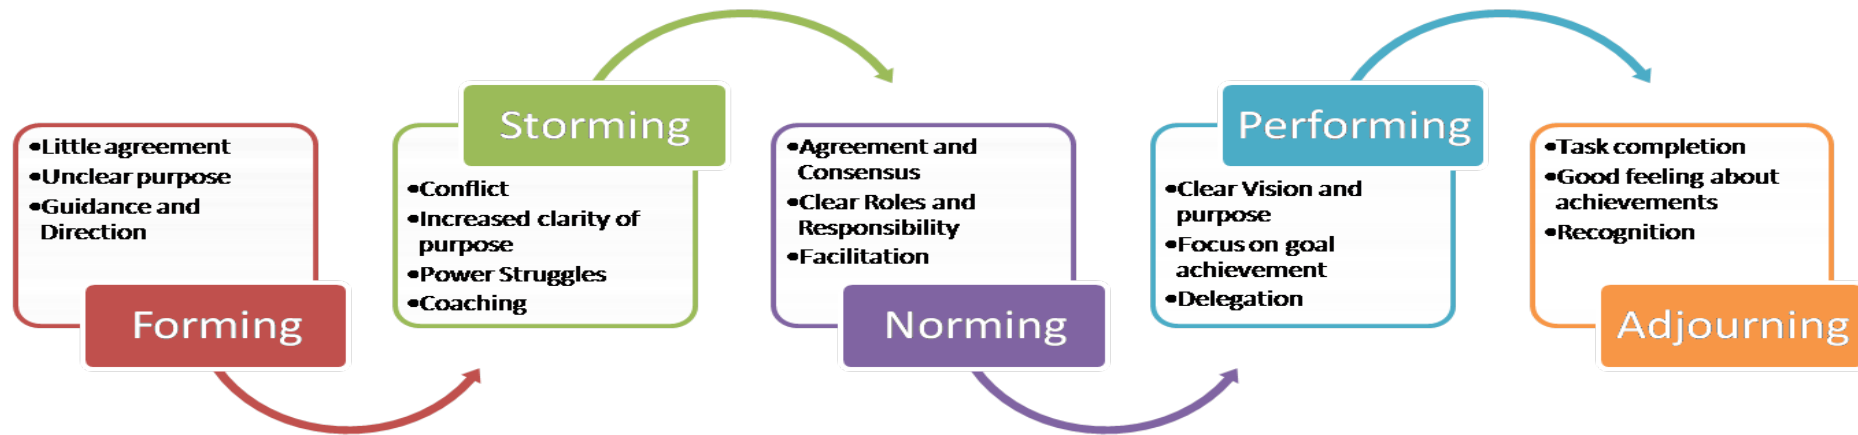 •Little agreement
•Unclear purpose
•Guidance and
Direction
Forming
Storming
•Conflict
•Increased clarity of
purpose
•Power Struggles
•Coaching
•Agreement and
Consensus
•Clear Roles and
Responsibility
•Facilitation
Norming
Performing
•Clear Vision and
purpose
•Focus on goal
achievement
•Delegation
•Task completion
•Good feeling about
achievements
•Recognition
Adjourning